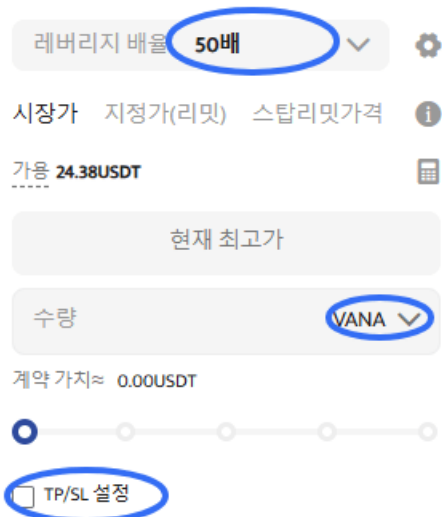 레버리지 배율 50배
시장가 지정가(리밋) 스탑리밋가격
가용 24.38USDT
현재 최고가
수량 VANA
계약 가치≈ 0.00USDT
TP/SL 설정